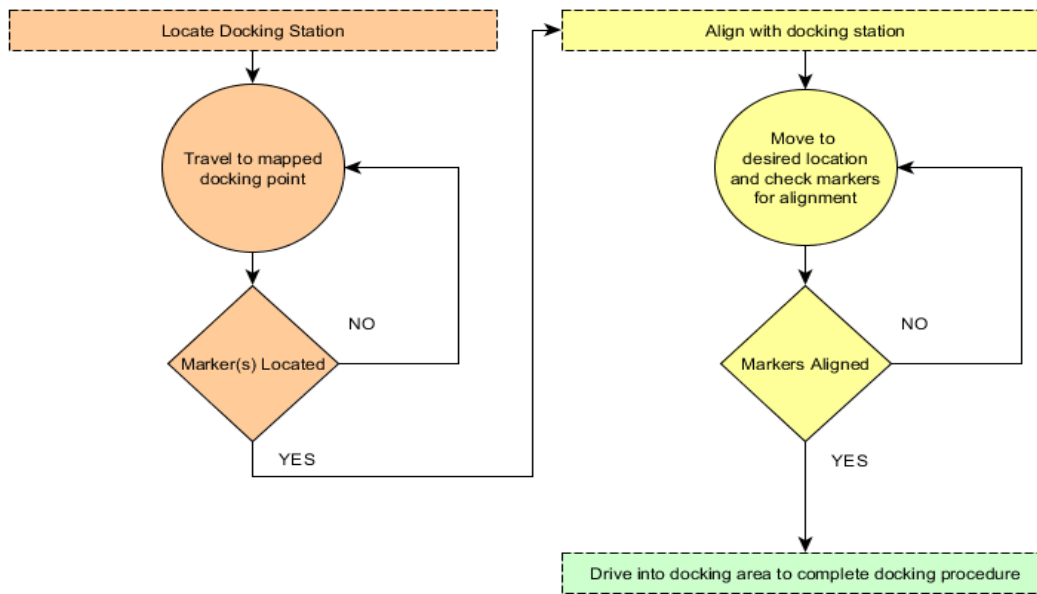 Locate Docking Station
Travel to mapped
docking point
NO
Marker(s) Located
YES
Align with docking station
Move to
desired location
and check markers
for alignment
NO
Markers Aligned
YES
Drive into docking area to complete docking procedure